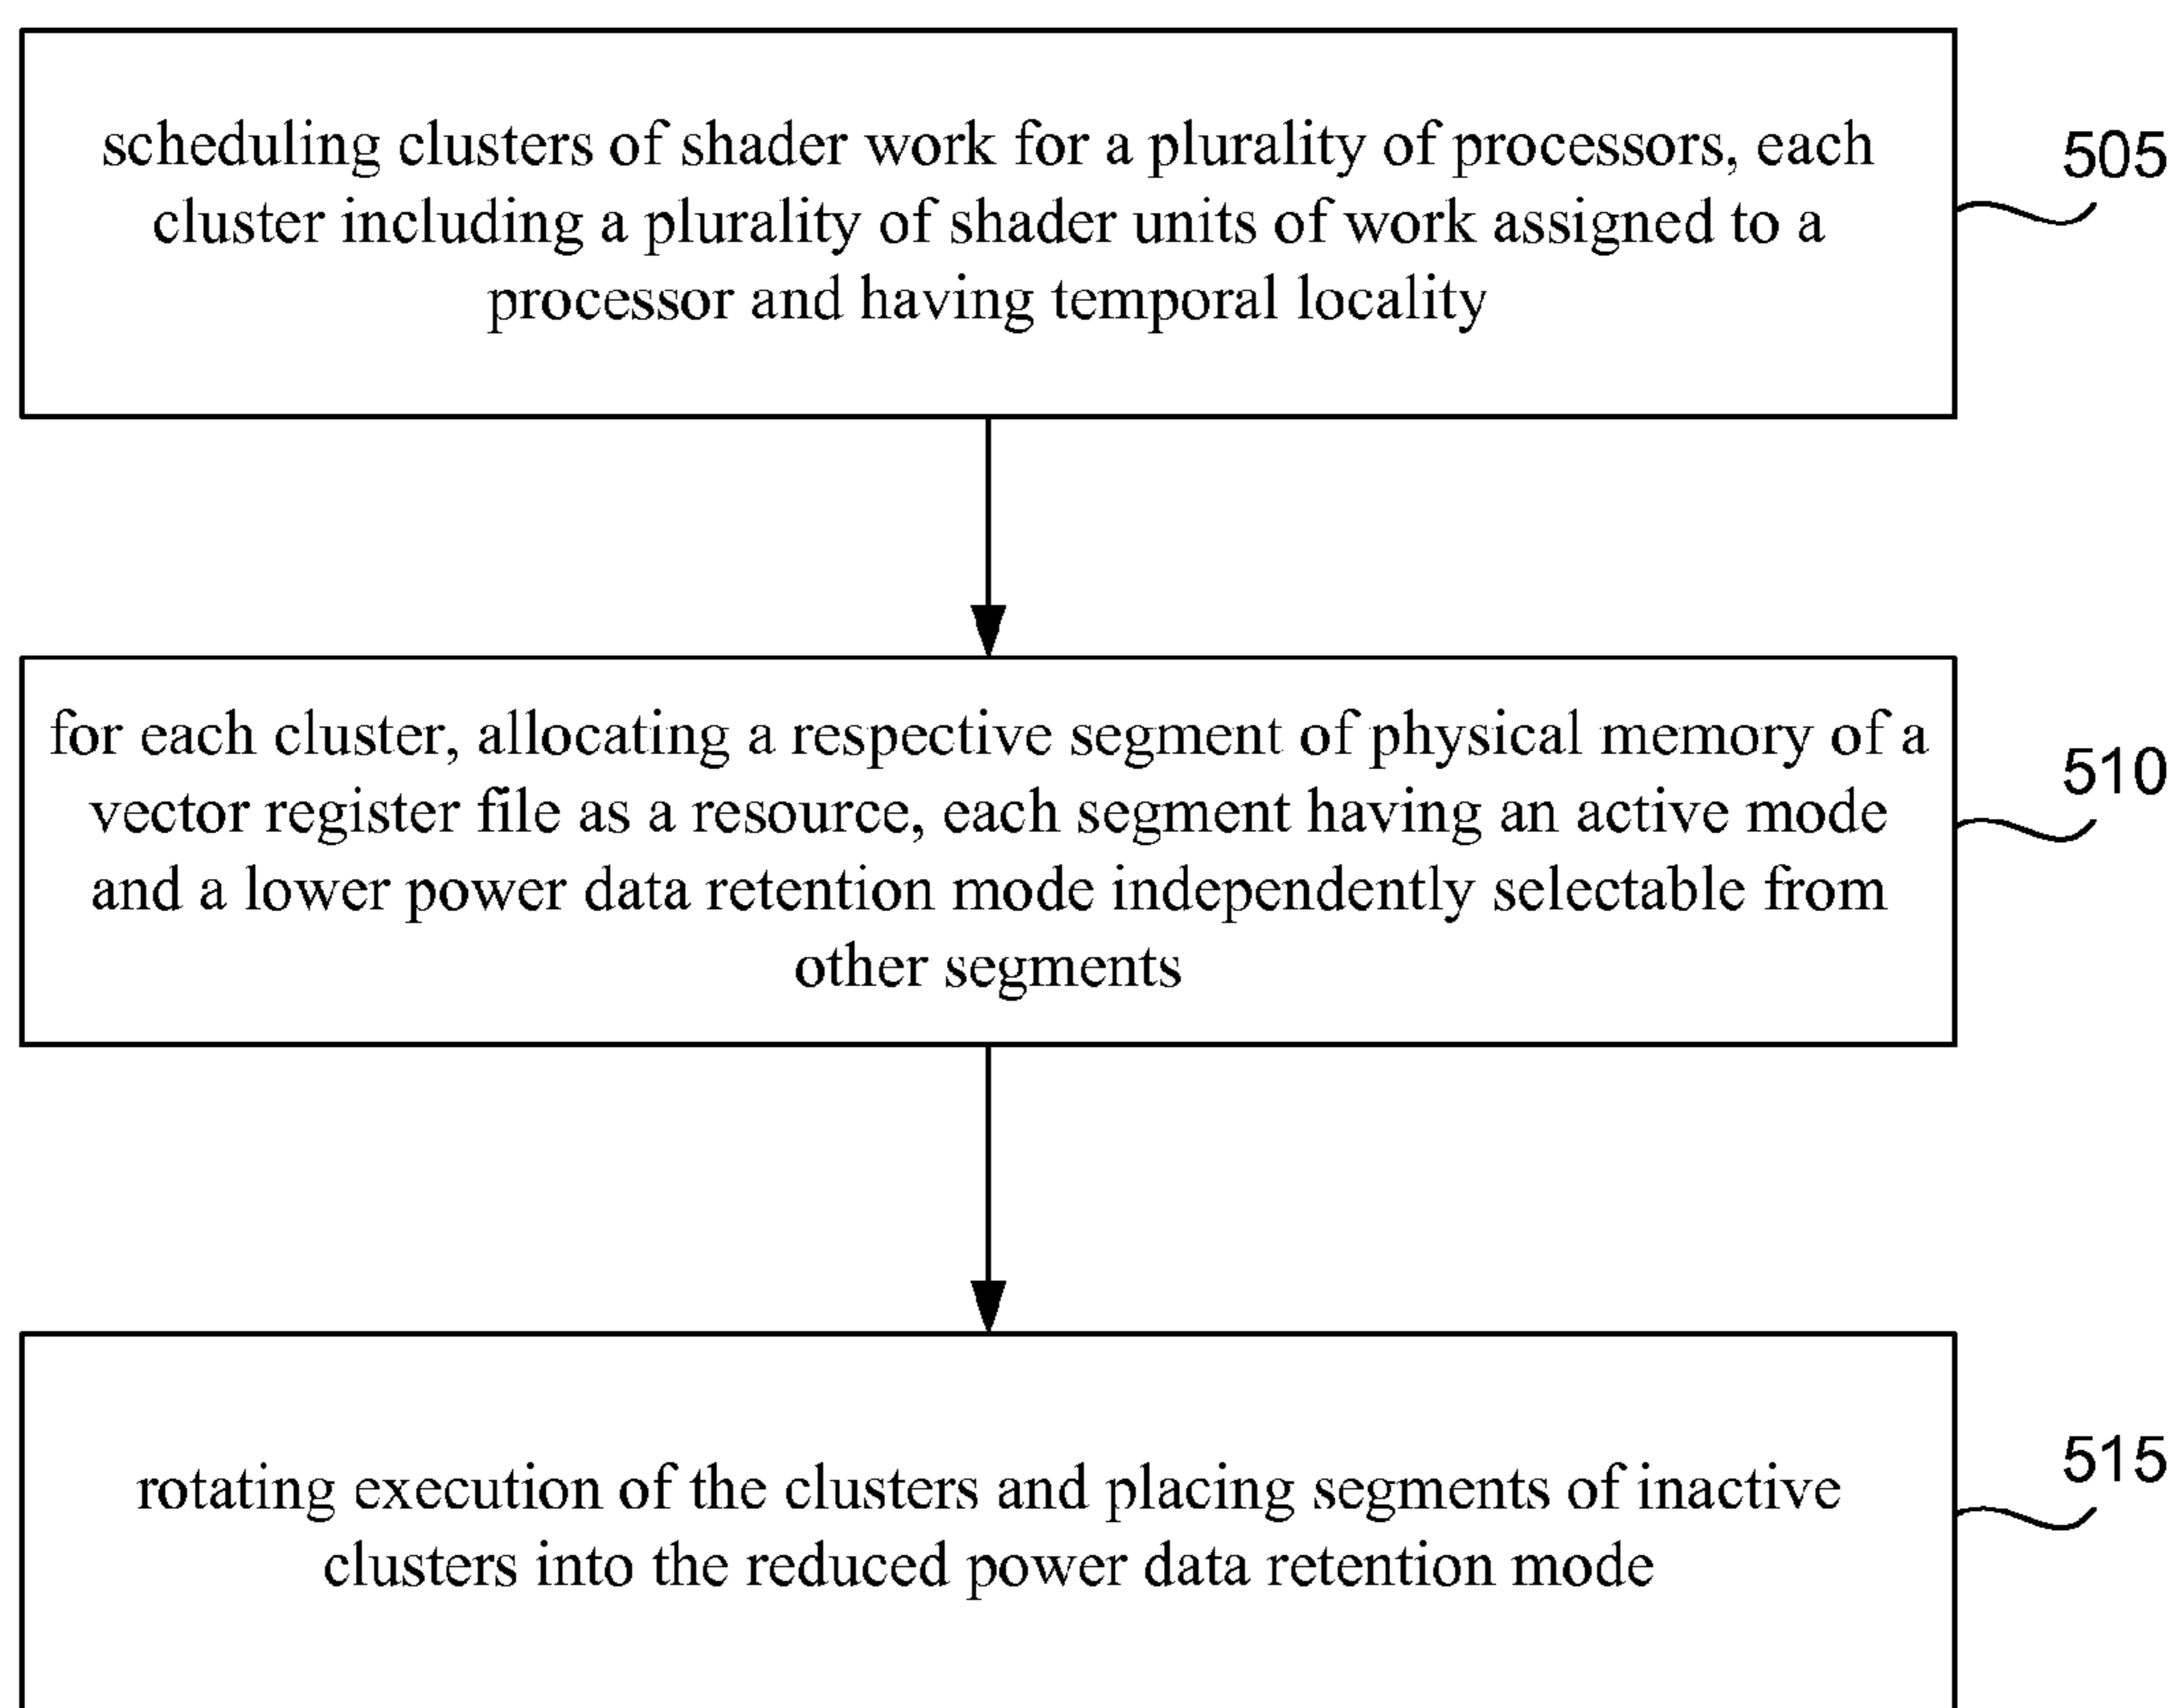 scheduling clusters of shader work for a plurality of processors, each
cluster including a plurality of shader units of work assigned to a
processor and having temporal locality
505
for each cluster, allocating a respective segment of physical memory of a
vector register file as a resource, each segment having an active mode
and a lower power data retention mode independently selectable from
other segments
510
rotating execution of the clusters and placing segments of inactive
clusters into the reduced power data retention mode
515